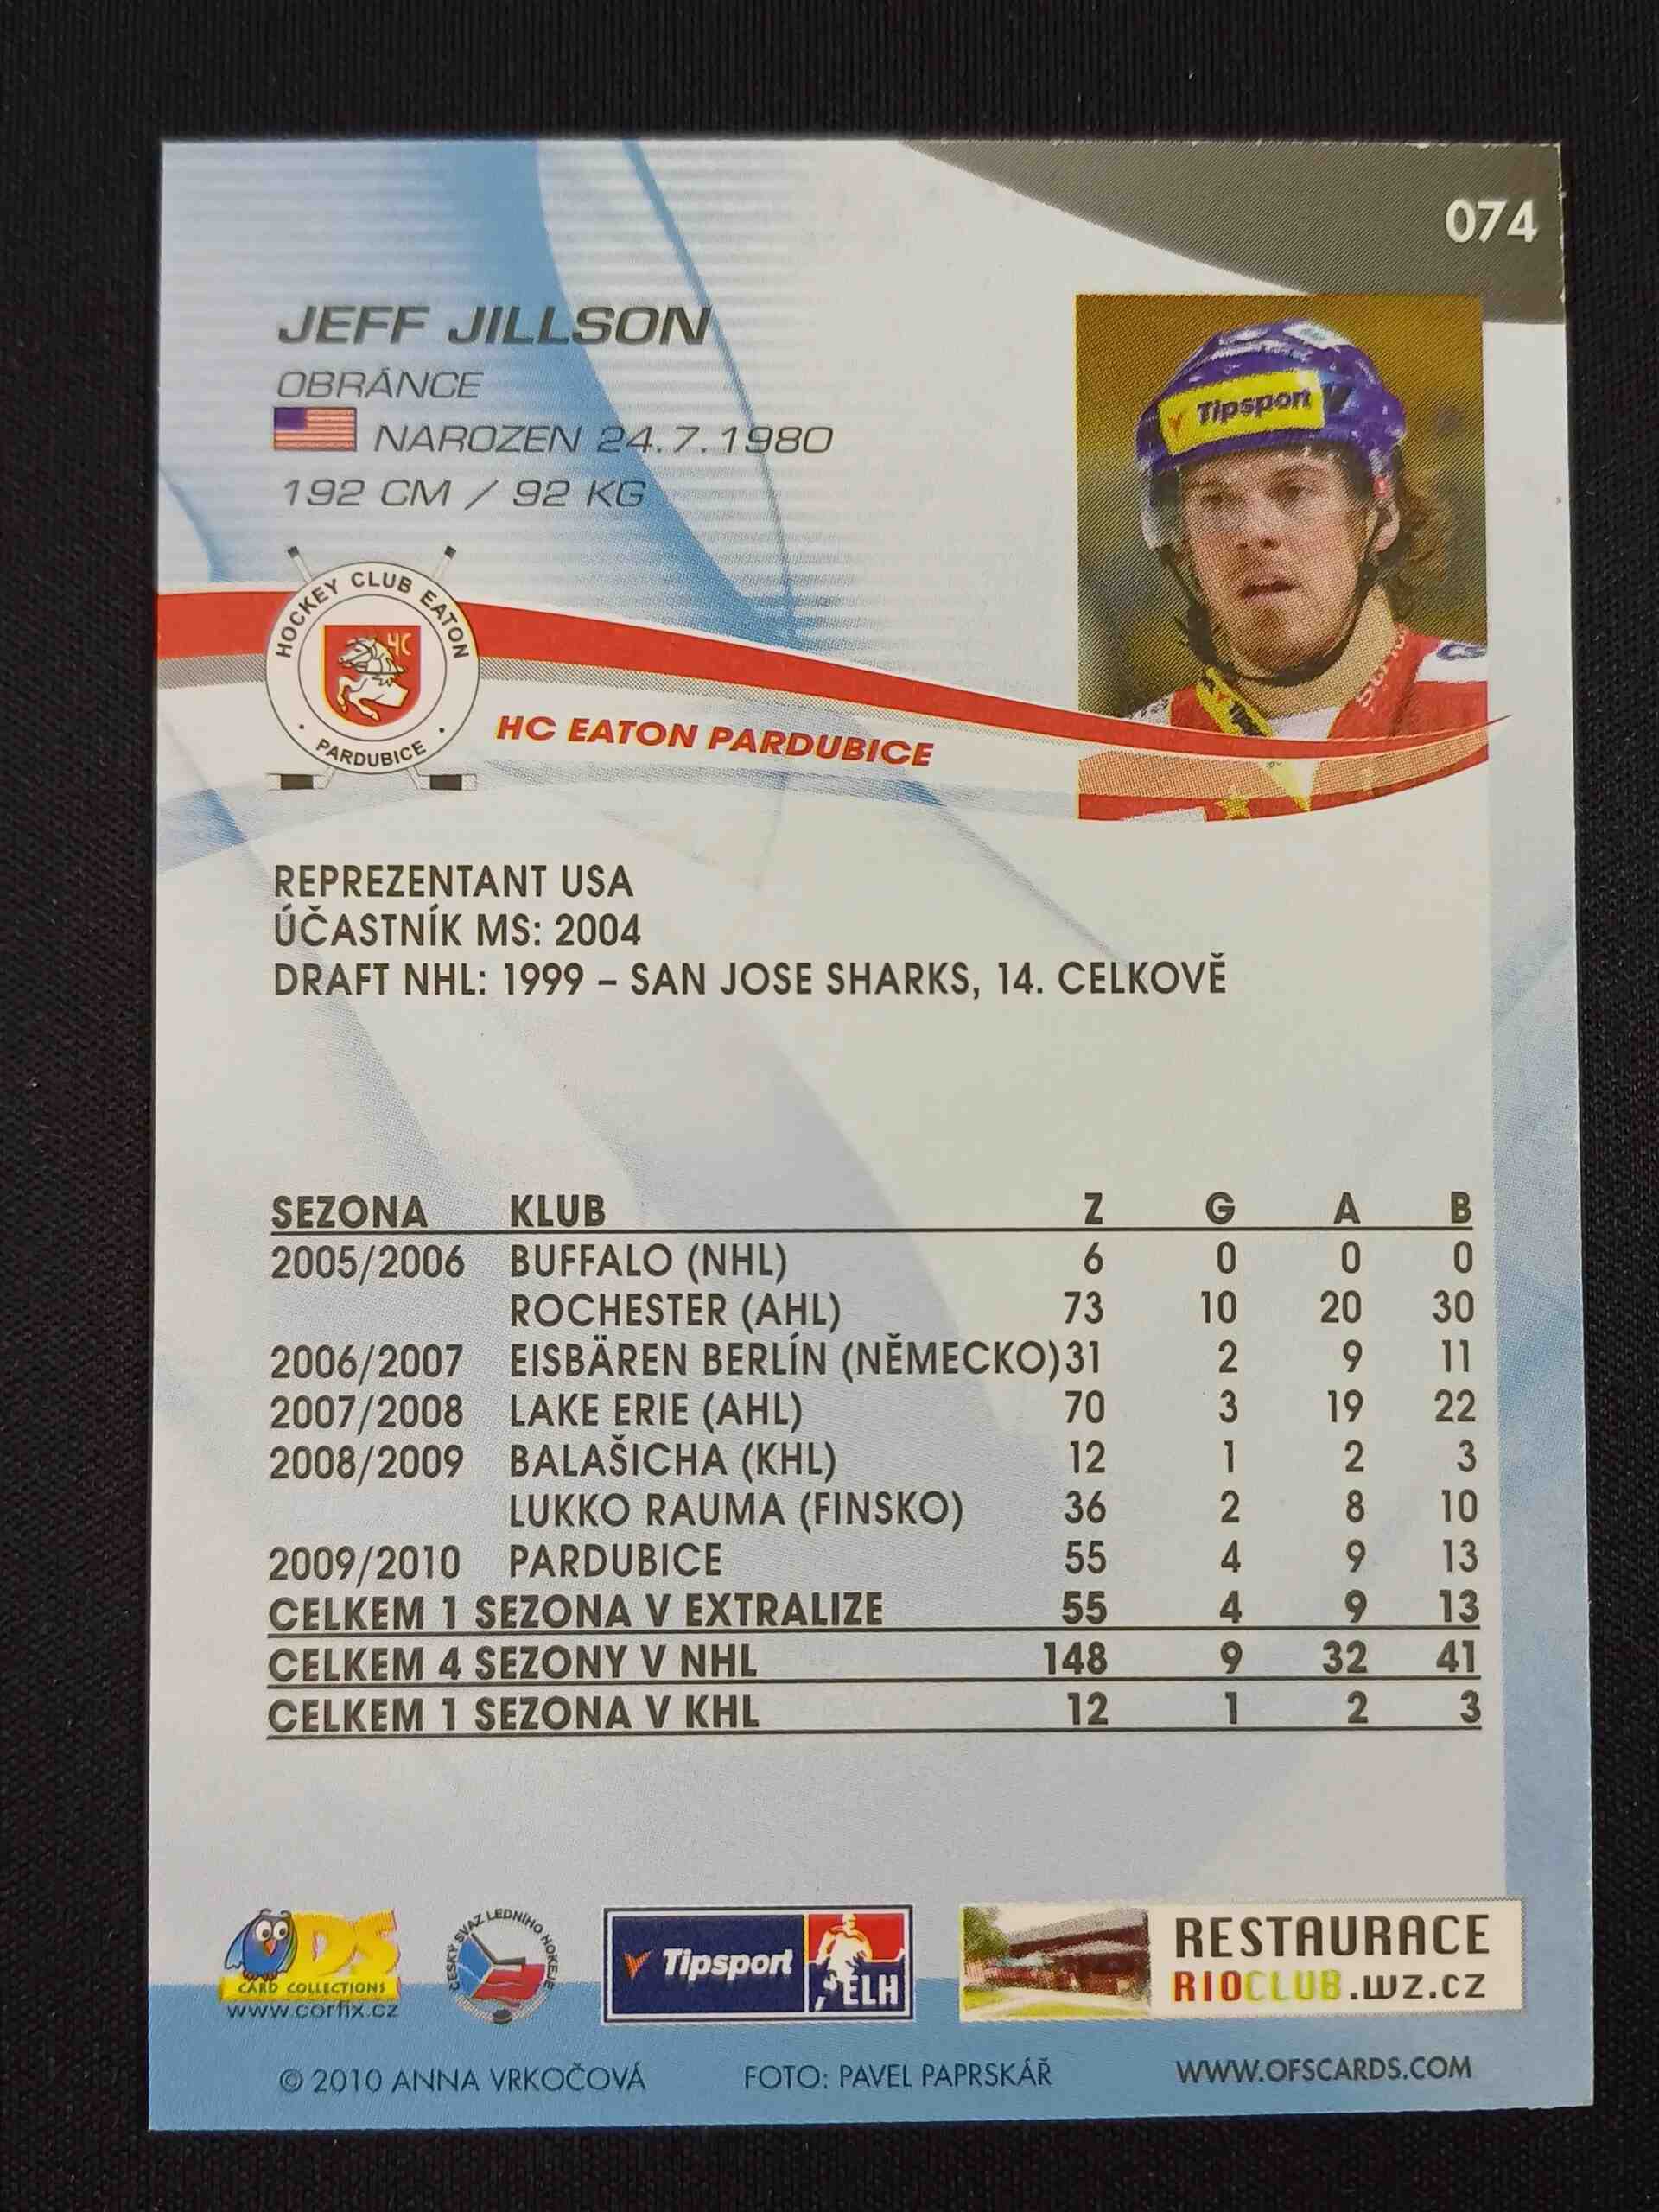 074
JEFF JILLSON
OBRÁNCE
NAROZEN 24.7.1980
192 CM / 92 KG
Tipsport
HOCKEY CLUB EATON
HC
PARDUBICE
HC EATON PARDUBICE
REPREZENTANT USA
ÚČASTNÍK MS: 2004
DRAFT NHL: 1999 – SAN JOSE SHARKS, 14. CELKOVĚ
SEZONA KLUB Z G A B
2005/2006 BUFFALO (NHL) 6 0 0 0
ROCHESTER (AHL) 73 10 20 30
2006/2007 EISBÄREN BERLÍN (NĚMECKO) 31 2 9 11
2007/2008 LAKE ERIE (AHL) 70 3 19 22
2008/2009 BALAŠICHA (KHL) 12 1 2 3
LUKKO RAUMA (FINSKO) 36 2 8 10
2009/2010 PARDUBICE 55 4 9 13
CELKEM 1 SEZONA V EXTRALIZE 55 4 9 13
CELKEM 4 SEZONY V NHL 148 9 32 41
CELKEM 1 SEZONA V KHL 12 1 2 3
DS
CARD COLLECTIONS
www.corfix.cz
ČESKÝ SVAZ LEDNÍHO HOKEJE
Tipsport
ELH
RESTAURACE
RIOCLUB.WZ.CZ
© 2010 ANNA VRKOČOVÁ FOTO: PAVEL PAPRSKÁŘ WWW.OFSCARDS.COM